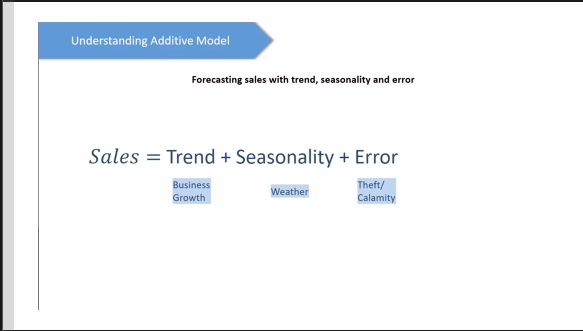 Understanding Additive Model
Forecasting sales with trend, seasonality and error
Sales = Trend + Seasonality + Error
Business
Growth
Weather
Theft/
Calamity